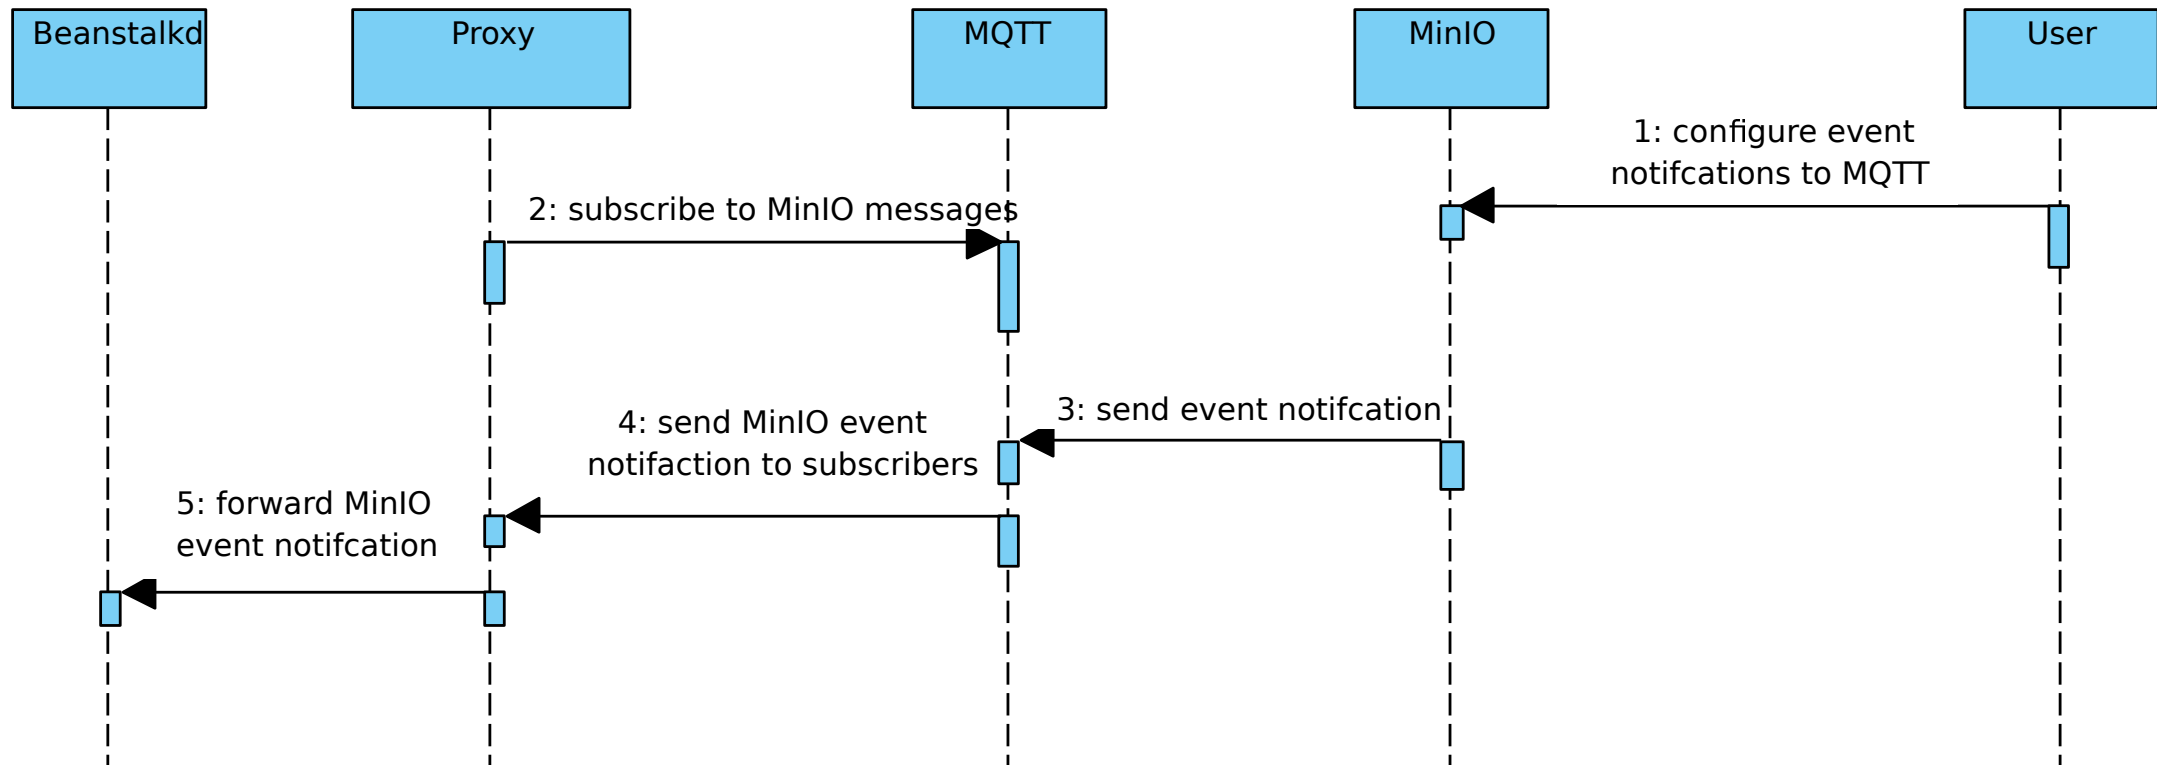 Beanstalkd
Proxy
MQTT
MinIO
User
1: configure event
notifcations to MQTT
2: subscribe to MinIO messages
3: send event notifcation
4: send MinIO event
notifaction to subscribers
5: forward MinIO
event notifcation